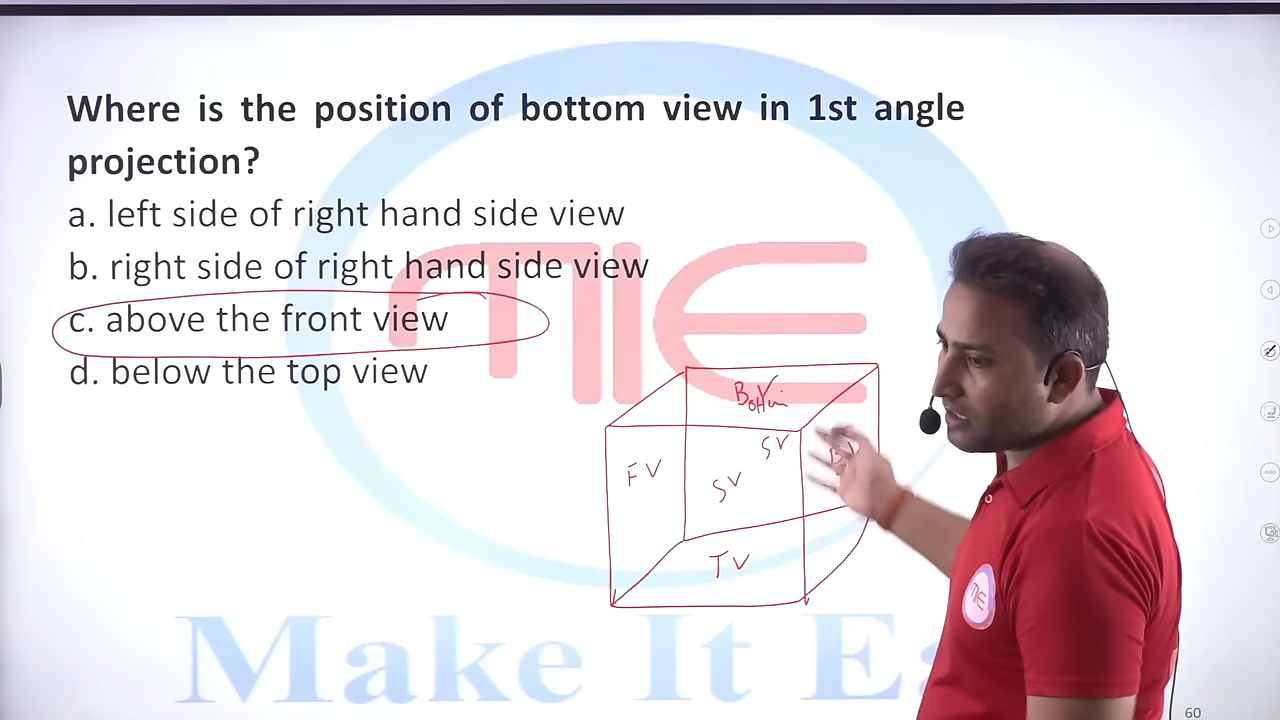 Where is the position of bottom view in 1st angle
projection?
a. left side of right hand side view
b. right side of right hand side view
c. above the front view
d. below the top view
Bottom
SV
FV
SV
TV
MIE
Make It Ea
60